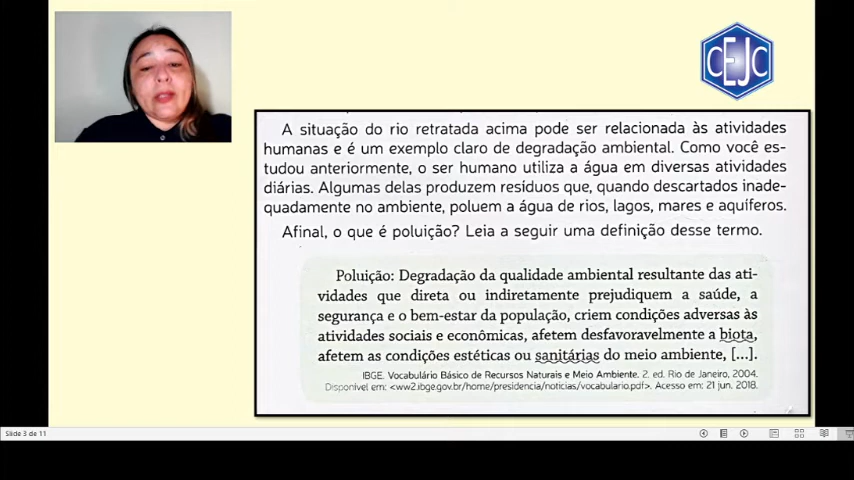 CEJC
A situação do rio retratada acima pode ser relacionada às atividades
humanas e é um exemplo claro de degradação ambiental. Como você es-
tudou anteriormente, o ser humano utiliza a água em diversas atividades
diárias. Algumas delas produzem resíduos que, quando descartados inade-
quadamente no ambiente, poluem a água de rios, lagos, mares e aquíferos.
Afinal, o que é poluição? Leia a seguir uma definição desse termo.
Poluição: Degradação da qualidade ambiental resultante das ati-
vidades que direta ou indiretamente prejudiquem a saúde, a
segurança e o bem-estar da população, criem condições adversas às
atividades sociais e econômicas, afetem desfavoravelmente a biota,
afetem as condições estéticas ou sanitárias do meio ambiente, [...].
IBGE. Vocabulário Básico de Recursos Naturais e Meio Ambiente. 2. ed. Rio de Janeiro, 2004.
Disponível em: <ww2.ibge.gov.br/home/presidencia/noticias/vocabulario.pdf>. Acesso em: 21 jun. 2018.
Slide 3 de 11